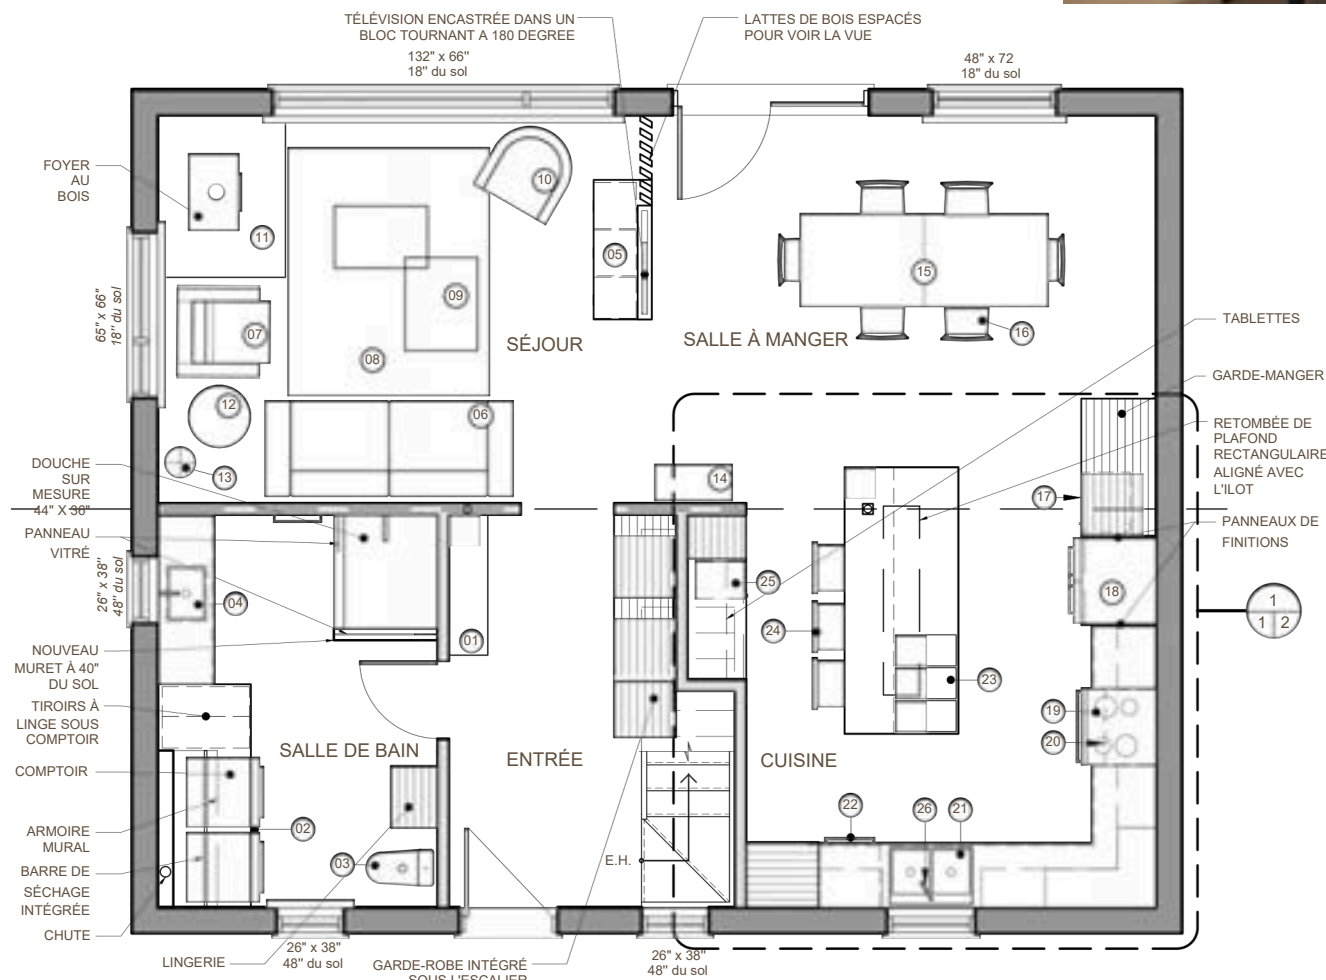 TÉLÉVISION ENCASTRÉE DANS UN
BLOC TOURNANT A 180 DEGREE
LATTES DE BOIS ESPACÉS
POUR VOIR LA VUE
132" x 66"
18" du sol
48" x 72
18" du sol
FOYER
AU
BOIS
10
11
05
15
65" x 66"
18" du sol
09
07
08
SÉJOUR
SALLE À MANGER
16
TABLETTES
GARDE-MANGER
12
06
RETOMBÉE DE
PLAFOND
RECTANGULAIRE
ALIGNÉ AVEC
L'ILOT
DOUCHE
SUR
MESURE
44" X 36"
13
14
17
PANNEAU
VITRÉ
PANNEAUX DE
FINITIONS
26" x 38"
48" du sol
04
25
18
1
1 2
01
24
NOUVEAU
MURET À 40"
DU SOL
23
TIROIRS À
LINGE SOUS
COMPTOIR
19
20
SALLE DE BAIN
ENTRÉE
CUISINE
COMPTOIR
ARMOIRE
MURAL
02
22
26
21
BARRE DE
SÉCHAGE
INTÉGRÉE
03
E.H.
CHUTE
LINGERIE
26" x 38"
48" du sol
GARDE-ROBE INTÉGRÉ
SOUS L'ESCALIER
26" x 38"
48" du sol